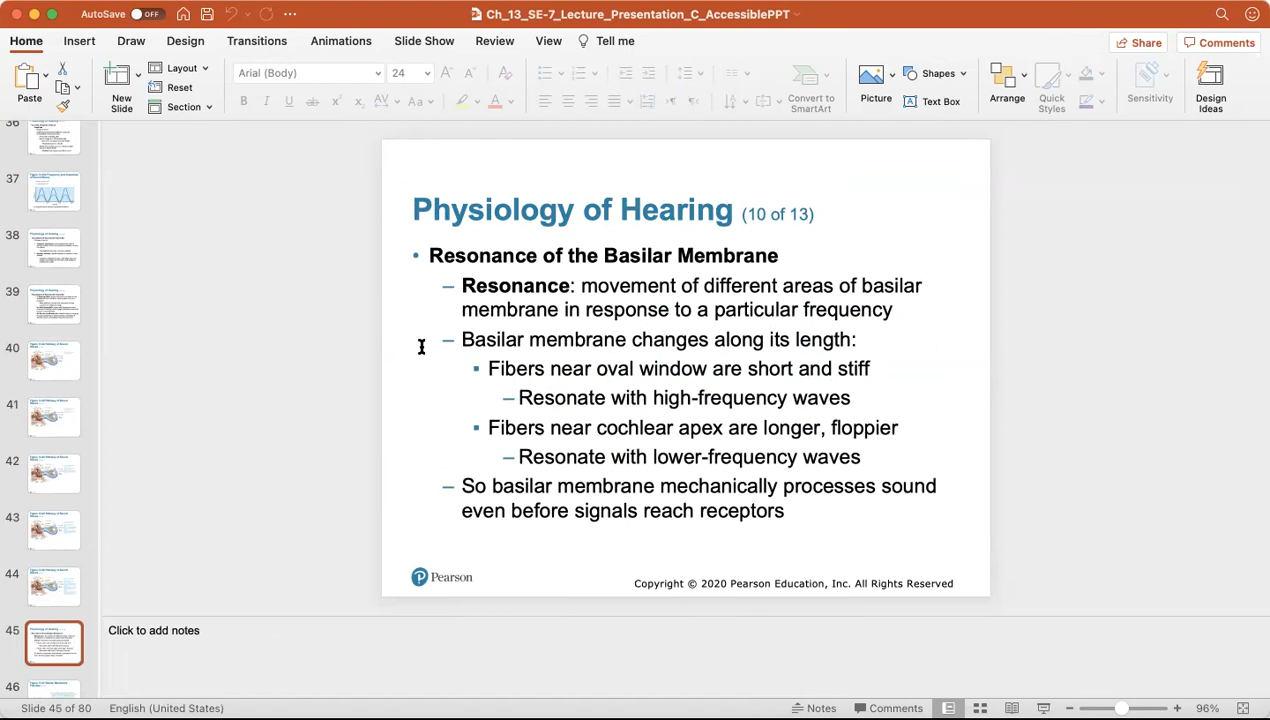 AutoSave OFF
Ch_13_SE-7_Lecture_Presentation_C_AccessiblePPT
Home Insert Draw Design Transitions Animations Slide Show Review View Tell me
Share Comments
Paste
New Slide
Layout
Reset
Section
Arial (Body) 24
Convert to SmartArt
Picture
Shapes
Text Box
Arrange
Quick Styles
Sensitivity
Design Ideas
36
37
38
39
40
41
42
43
44
45
46
Physiology of Hearing (10 of 13)
• Resonance of the Basilar Membrane
– Resonance: movement of different areas of basilar
membrane in response to a particular frequency
– Basilar membrane changes along its length:
▪ Fibers near oval window are short and stiff
– Resonate with high-frequency waves
▪ Fibers near cochlear apex are longer, floppier
– Resonate with lower-frequency waves
– So basilar membrane mechanically processes sound
even before signals reach receptors
Pearson
Copyright © 2020 Pearson Education, Inc. All Rights Reserved
Click to add notes
Slide 45 of 80 English (United States) Notes Comments 96%